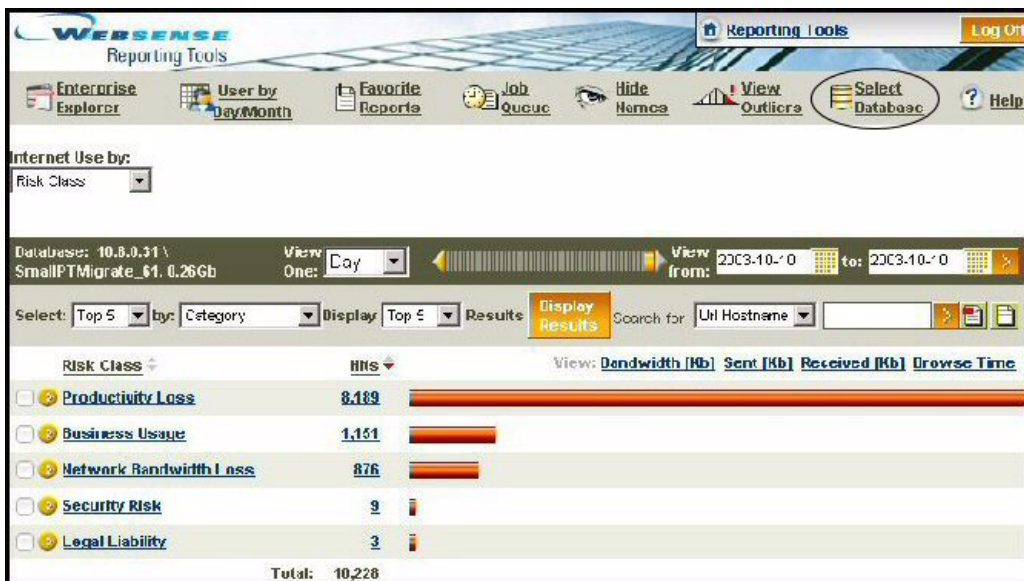 WEBSENSE
Reporting Tools
Reporting Tools
Log Off
Enterprise Explorer
User by Day/Month
Favorite Reports
Job Queue
Hide Names
View Outliers
Select Database
Help
Internet Use by:
Risk Class
Database: 10.8.0.31 \
SmallPTMigrate_61. 0.26Gb
View One: Day
View from: 2003-10-10 to: 2003-10-10
Select: Top 5 by: Category Display Top 5 Results Display Results Search for Url Hostname
Risk Class Hits View: Bandwidth [Kb] Sent [Kb] Received [Kb] Browse Time
Productivity Loss 8,189
Business Usage 1,151
Network Bandwidth Loss 876
Security Risk 9
Legal Liability 3
Total: 10,228